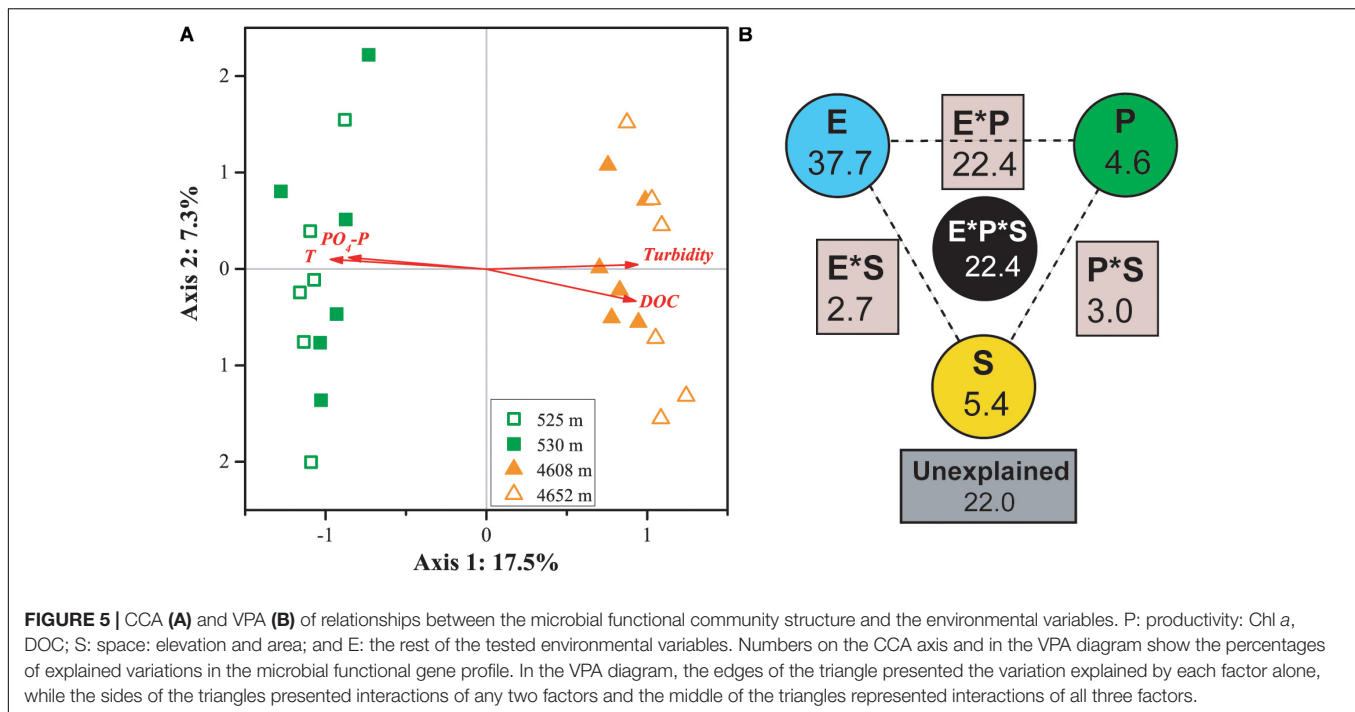 A
Axis 2: 7.3%
2
1
0
1
2
T
PO4-P
Turbidity
DOC
525 m
530 m
4608 m
4652 m
-1
0
1
Axis 1: 17.5%
B
E
37.7
E*P
22.4
P
4.6
E*P*S
22.4
E*S
2.7
P*S
3.0
S
5.4
Unexplained
22.0
FIGURE 5 | CCA (A) and VPA (B) of relationships between the microbial functional community structure and the environmental variables. P: productivity: Chl a,
DOC; S: space: elevation and area; and E: the rest of the tested environmental variables. Numbers on the CCA axis and in the VPA diagram show the percentages
of explained variations in the microbial functional gene profile. In the VPA diagram, the edges of the triangle presented the variation explained by each factor alone,
while the sides of the triangles presented interactions of any two factors and the middle of the triangles represented interactions of all three factors.